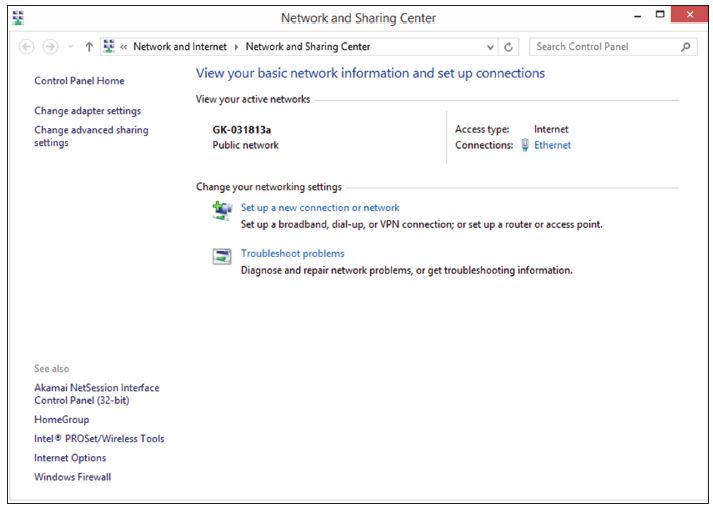 Network and Sharing Center
« Network and Internet Network and Sharing Center
Search Control Panel
Control Panel Home
Change adapter settings
Change advanced sharing
settings
View your basic network information and set up connections
View your active networks
GK-031813a
Public network
Access type: Internet
Connections: Ethernet
Change your networking settings
Set up a new connection or network
Set up a broadband, dial-up, or VPN connection; or set up a router or access point.
Troubleshoot problems
Diagnose and repair network problems, or get troubleshooting information.
See also
Akamai NetSession Interface
Control Panel (32-bit)
HomeGroup
Intel® PROSet/Wireless Tools
Internet Options
Windows Firewall